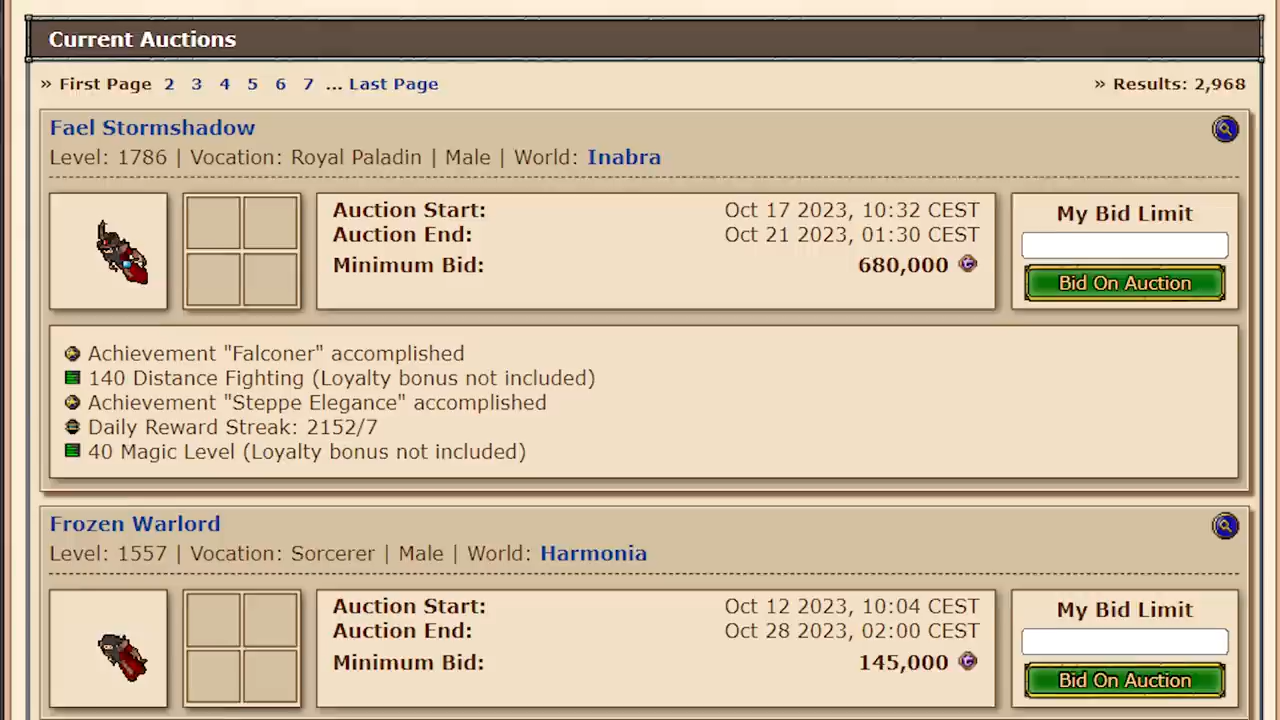 Current Auctions
» First Page 2 3 4 5 6 7 ... Last Page » Results: 2,968
Fael Stormshadow
Level: 1786 | Vocation: Royal Paladin | Male | World: Inabra
Auction Start: Oct 17 2023, 10:32 CEST
Auction End: Oct 21 2023, 01:30 CEST
Minimum Bid: 680,000
My Bid Limit
Bid On Auction
Achievement "Falconer" accomplished
140 Distance Fighting (Loyalty bonus not included)
Achievement "Steppe Elegance" accomplished
Daily Reward Streak: 2152/7
40 Magic Level (Loyalty bonus not included)
Frozen Warlord
Level: 1557 | Vocation: Sorcerer | Male | World: Harmonia
Auction Start: Oct 12 2023, 10:04 CEST
Auction End: Oct 28 2023, 02:00 CEST
Minimum Bid: 145,000
My Bid Limit
Bid On Auction